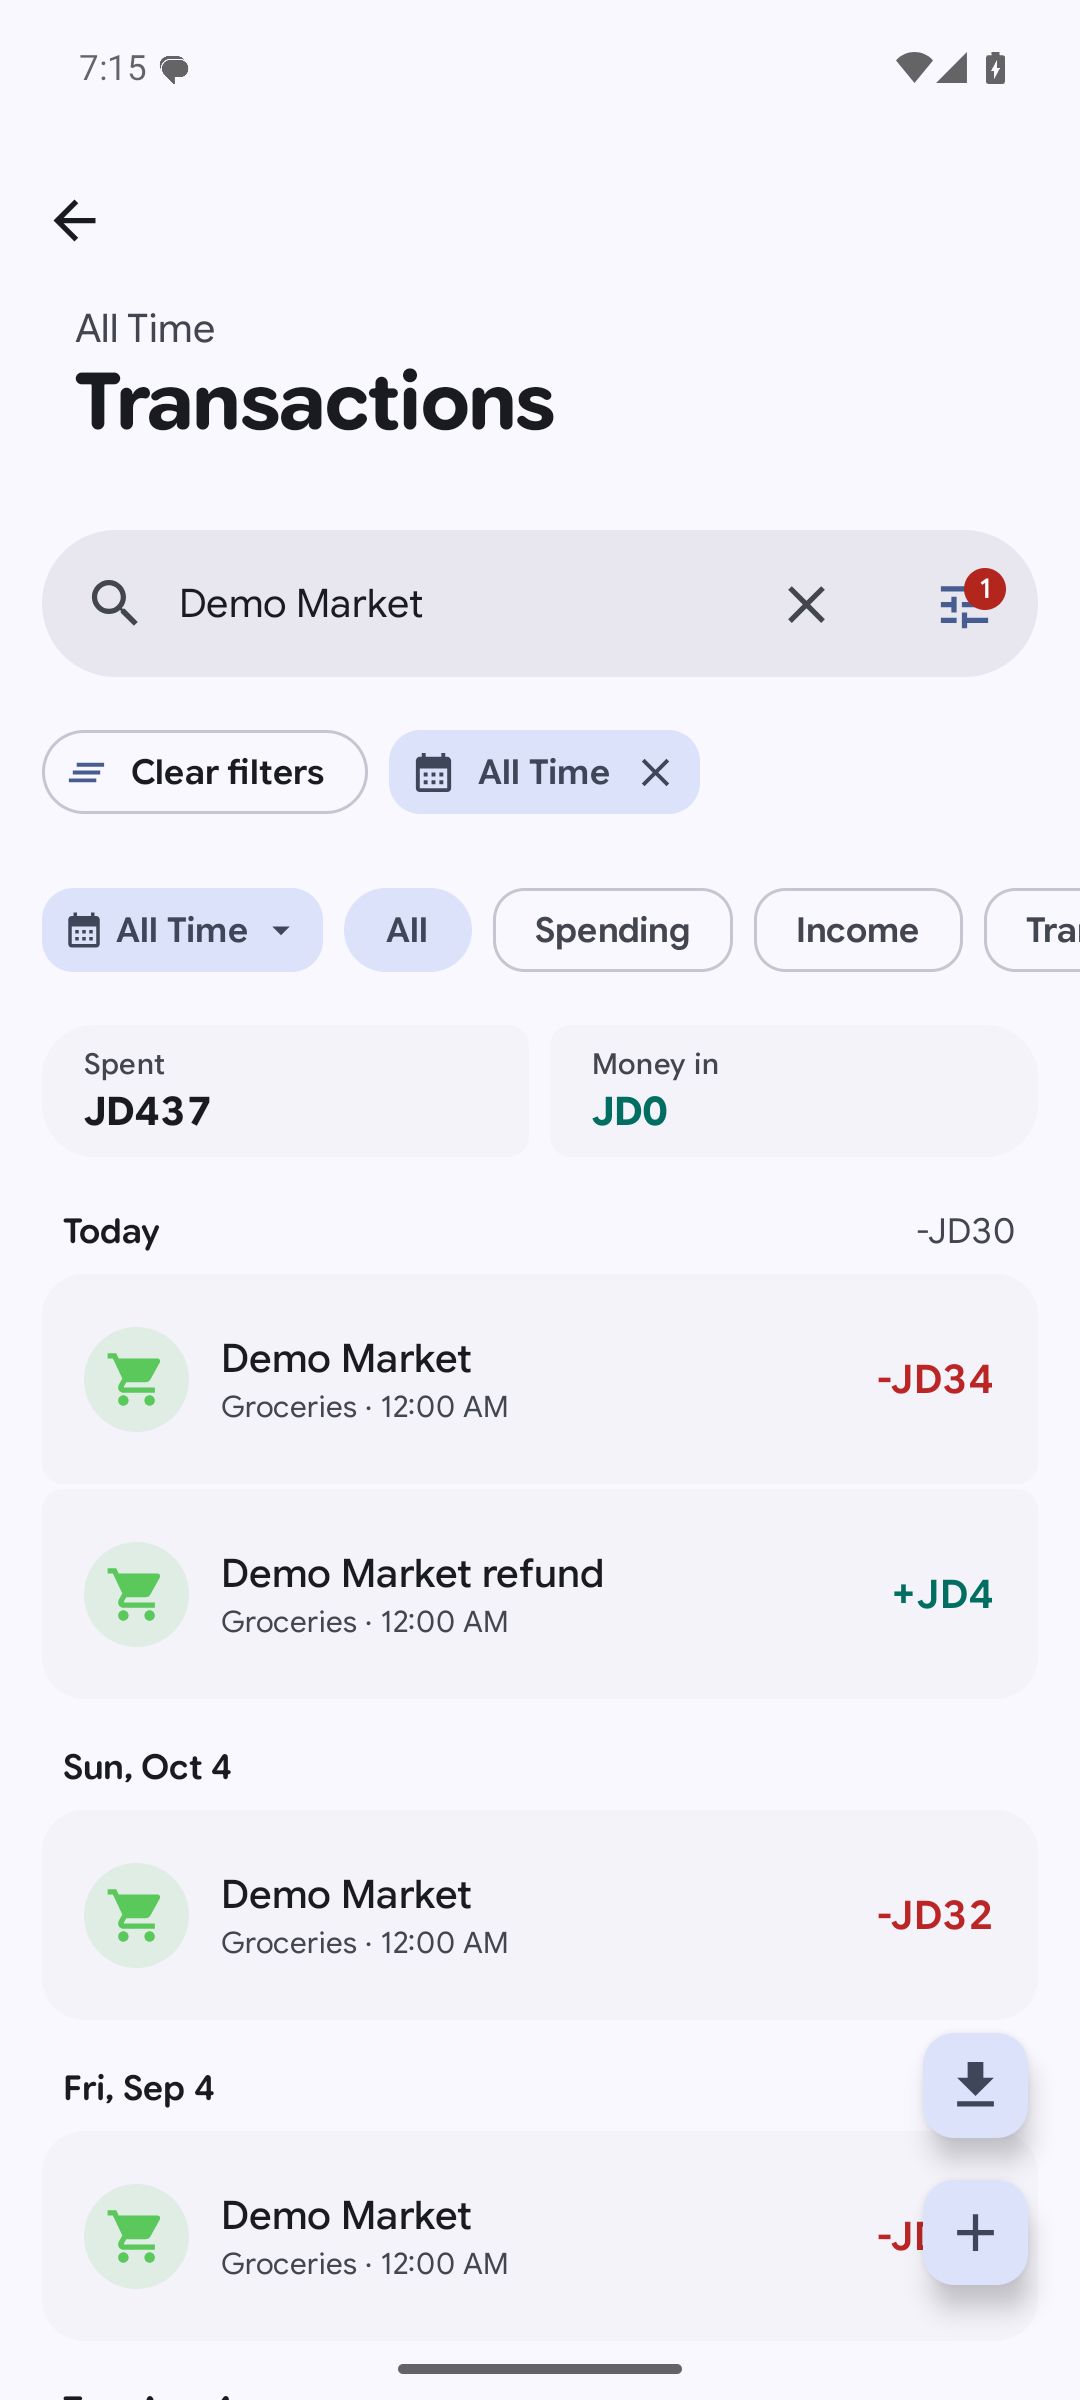 7:15
All Time
Transactions
Demo Market
1
Clear filters
All Time
All Time
All
Spending
Income
Spent
JD437
Money in
JD0
Today
-JD30
Demo Market
-JD34
Groceries · 12:00 AM
Demo Market refund
+JD4
Groceries · 12:00 AM
Sun, Oct 4
Demo Market
-JD32
Groceries · 12:00 AM
Fri, Sep 4
Demo Market
Groceries · 12:00 AM